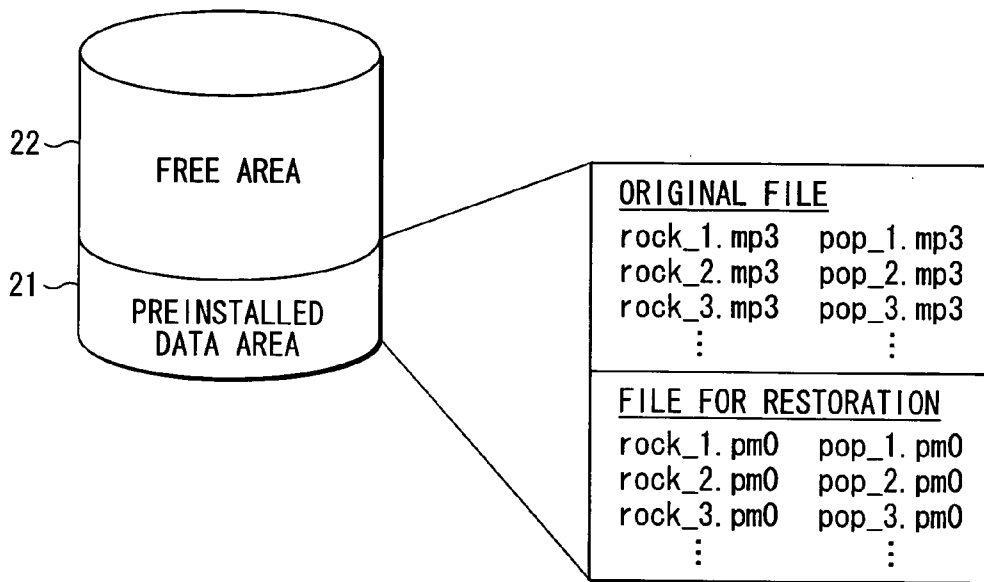 22
FREE AREA
21
PREINSTALLED
DATA AREA
ORIGINAL FILE
rock_1.mp3 pop_1.mp3
rock_2.mp3 pop_2.mp3
rock_3.mp3 pop_3.mp3
⋮ ⋮
FILE FOR RESTORATION
rock_1.pm0 pop_1.pm0
rock_2.pm0 pop_2.pm0
rock_3.pm0 pop_3.pm0
⋮ ⋮